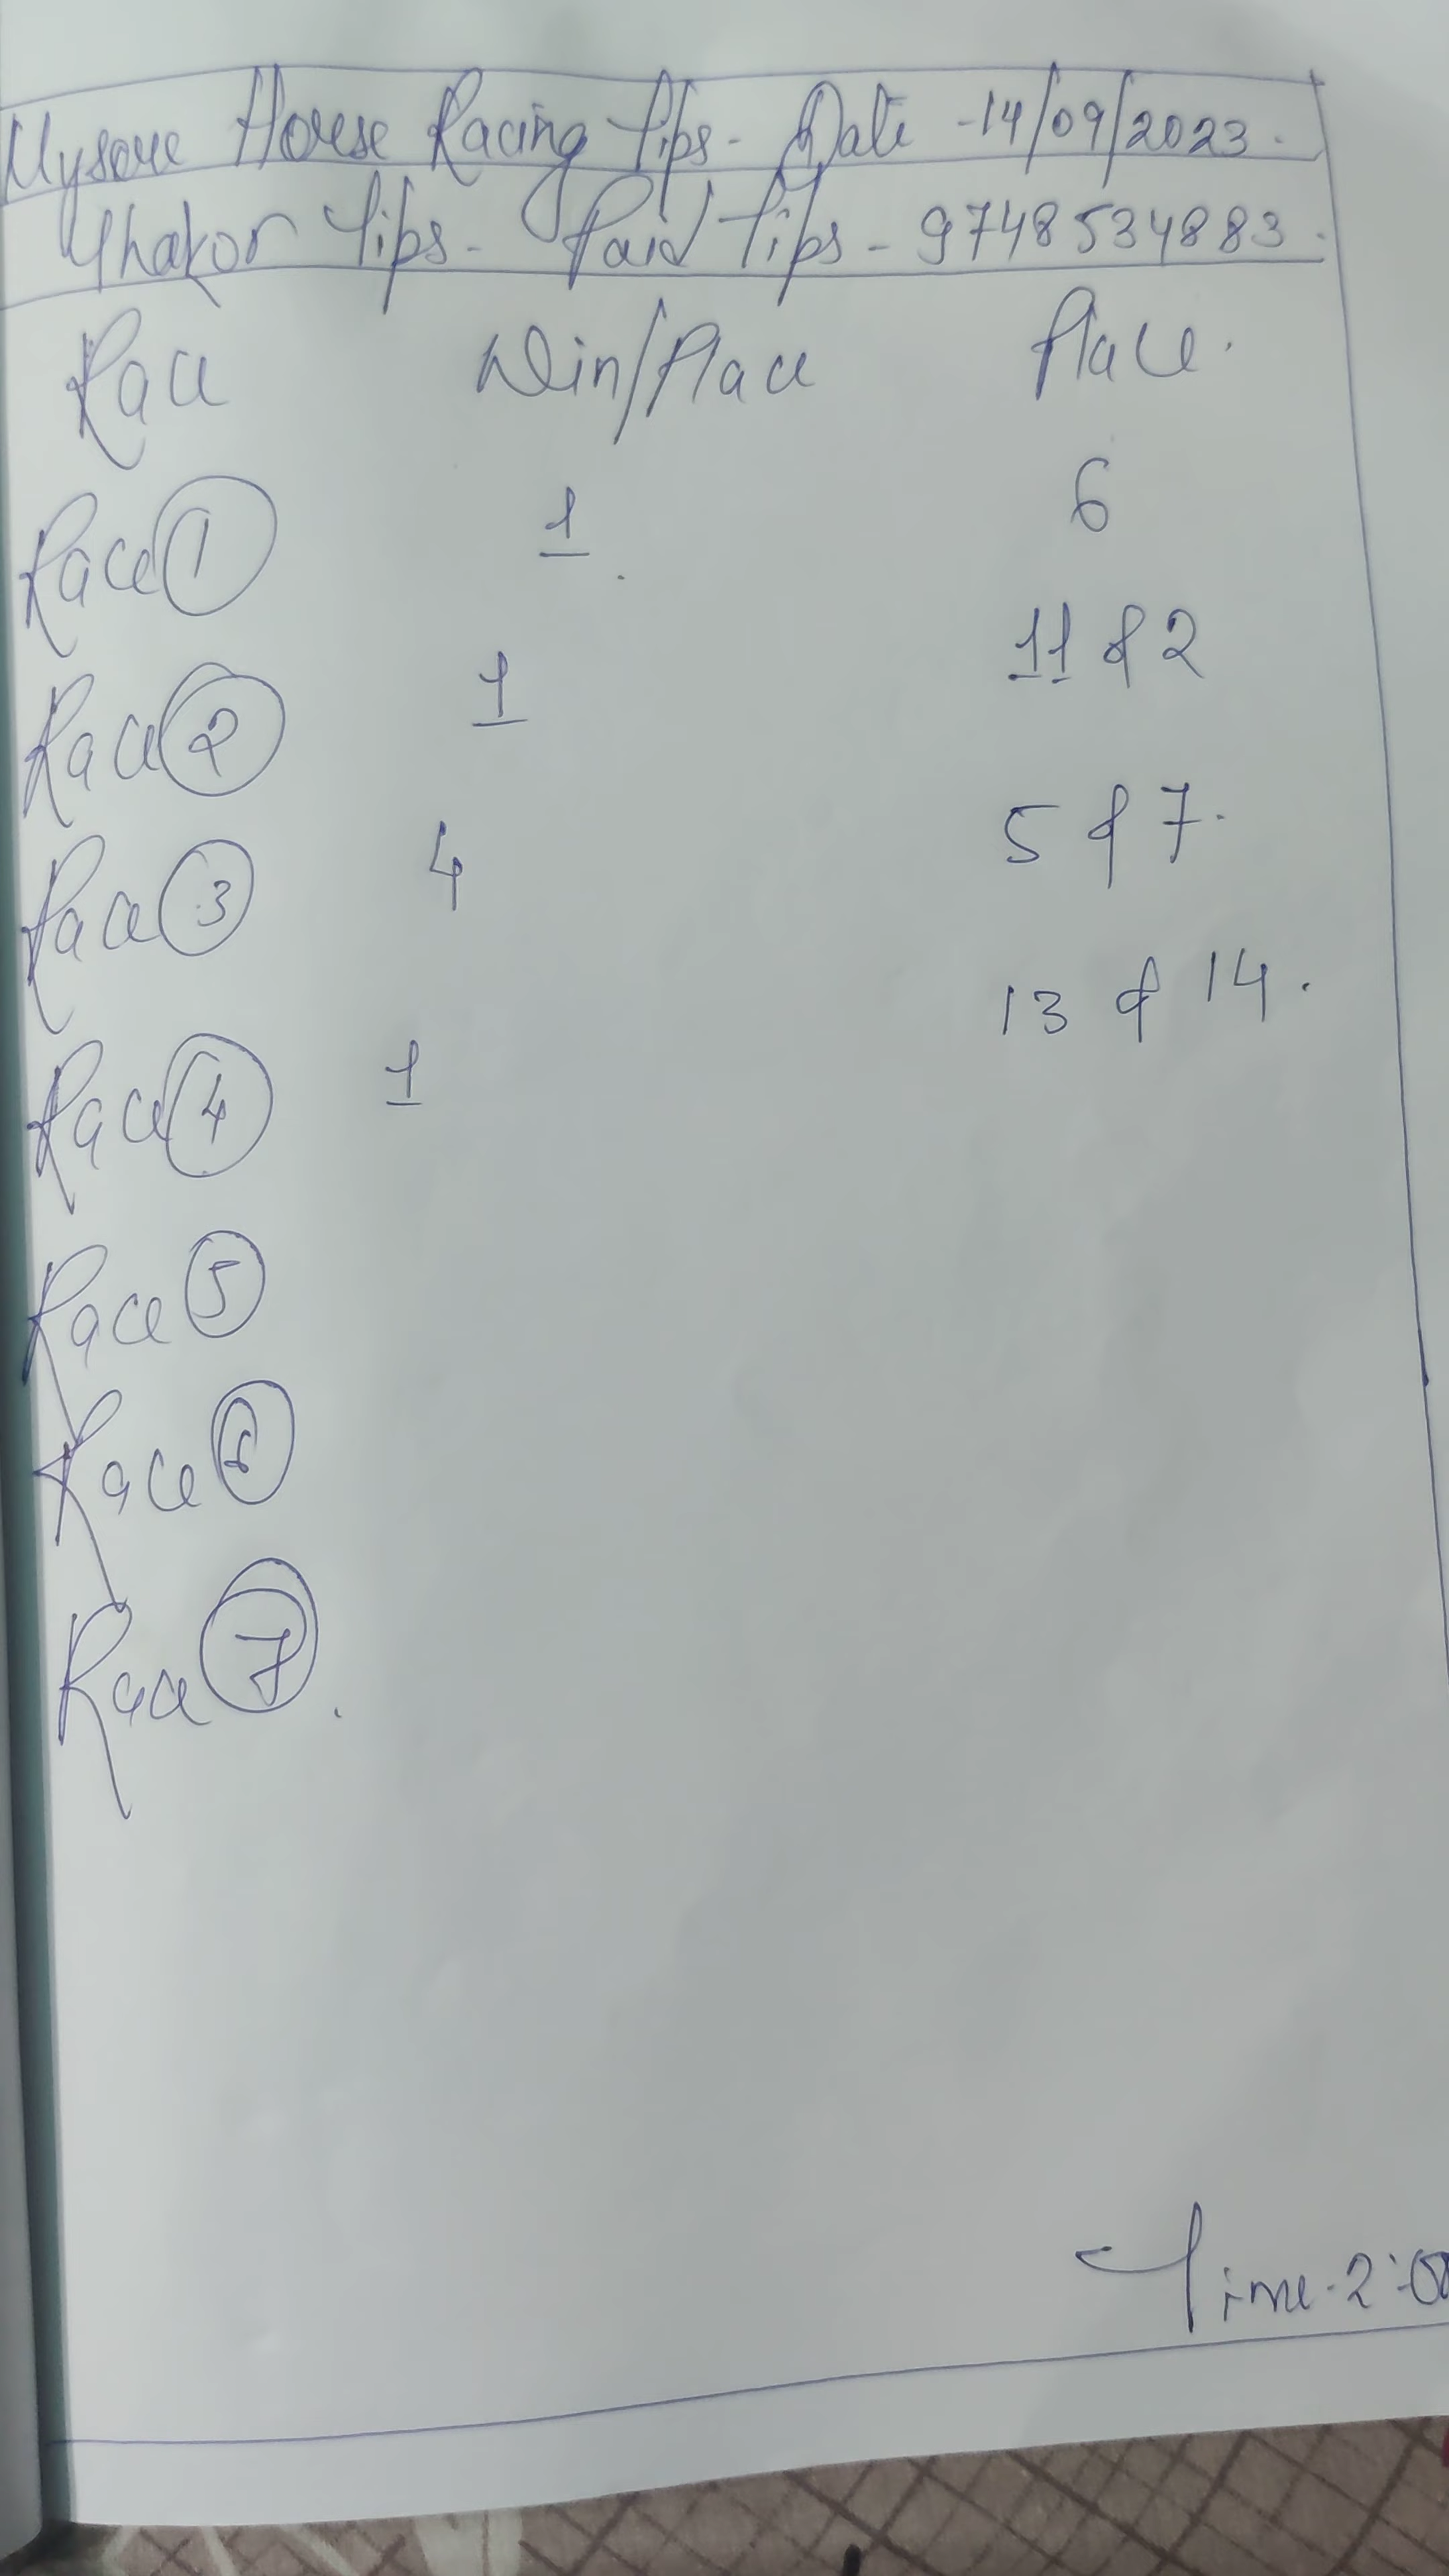 Mysore Horse Racing Tips - Date - 14/09/2023.
Tips - Paid Tips - 9748534883.
Race Win/Place Place.
Race 1 1 6
Race 2 1 11 & 2
Race 3 4 5 & 7.
Race 4 1 13 & 14.
Race 5
Race 6
Race 7.
Time - 2: